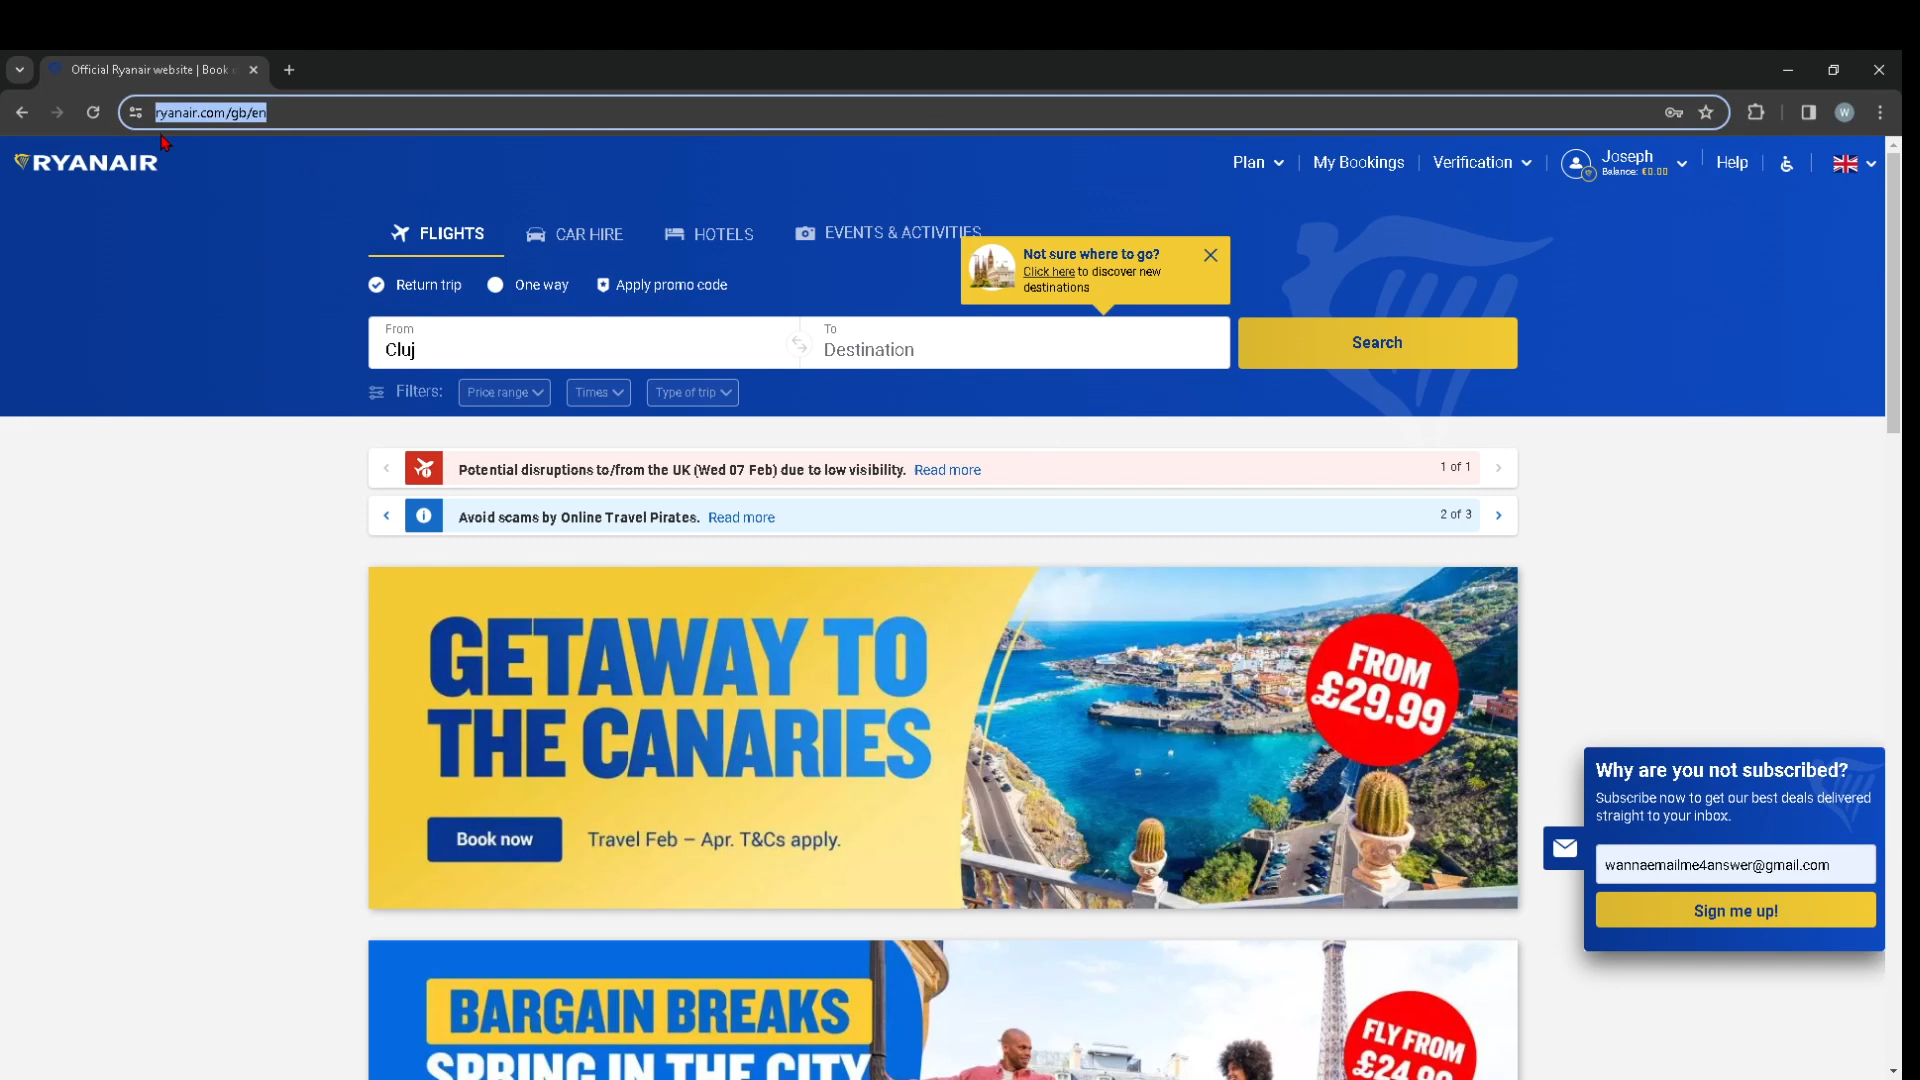 Official Ryanair website | Book
ryanair.com/gb/en
W
RYANAIR
Plan
My Bookings
Verification
Joseph
Balance: €0.00
Help
FLIGHTS
CAR HIRE
HOTELS
EVENTS & ACTIVITIES
Not sure where to go?
Click here to discover new
destinations
Return trip
One way
Apply promo code
From
Cluj
To
Destination
Search
Filters:
Price range
Times
Type of trip
Potential disruptions to/from the UK (Wed 07 Feb) due to low visibility. Read more
1 of 1
Avoid scams by Online Travel Pirates. Read more
2 of 3
GETAWAY TO
THE CANARIES
FROM
£29.99
Book now
Travel Feb – Apr. T&Cs apply.
Why are you not subscribed?
Subscribe now to get our best deals delivered
straight to your inbox.
wannaemailme4answer@gmail.com
Sign me up!
BARGAIN BREAKS
SPRING IN THE CITY
FLY FROM
£24.99